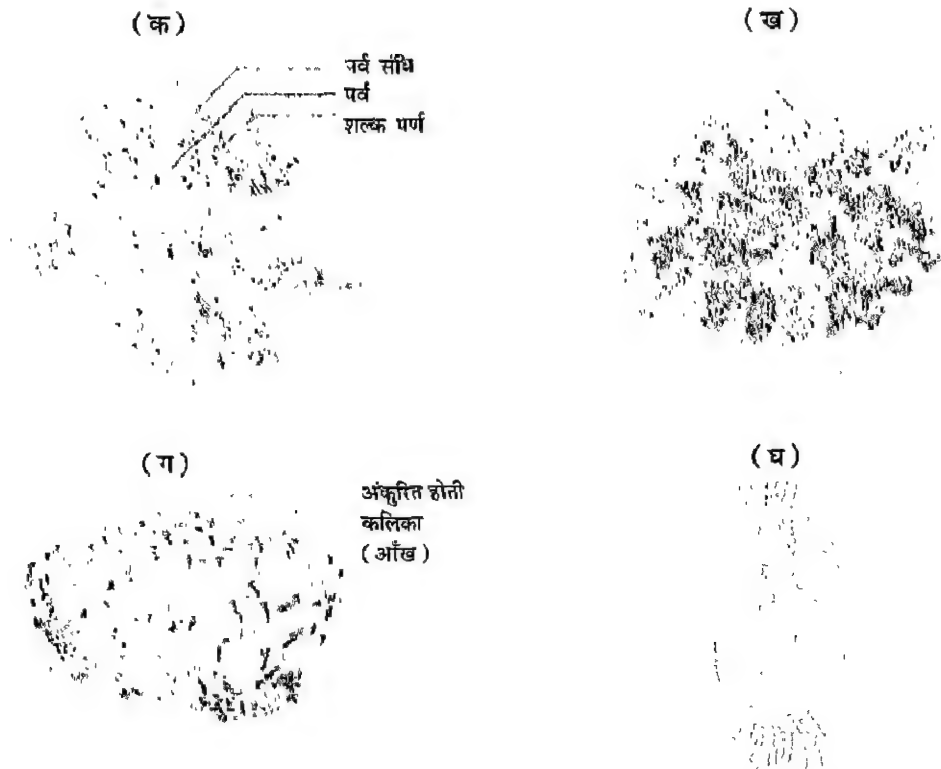 (क)
(ख)
पर्व संधि
पर्व
शल्क पर्ण
(ग)
(घ)
अंकुरित होती
कलिका
(आँख)